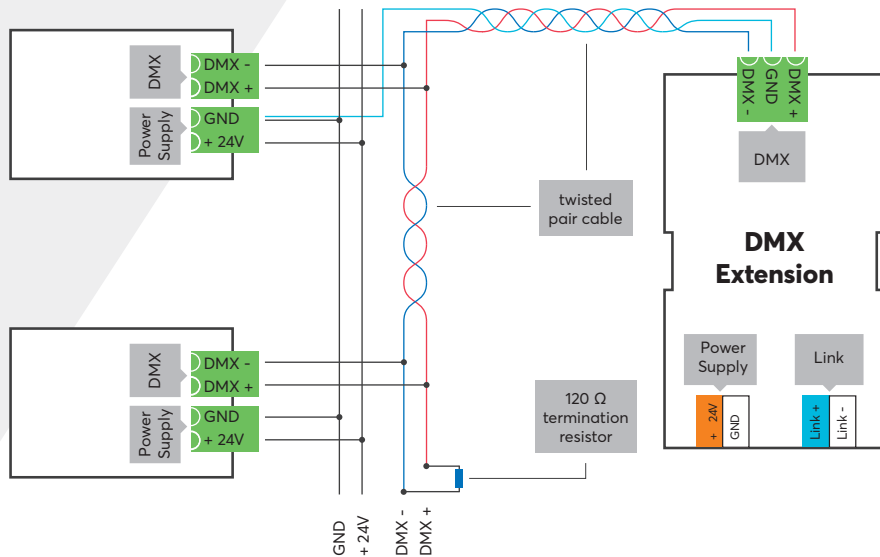 DMX
DMX -
DMX +
Power
Supply
GND
+ 24V
DMX -
GND
DMX +
DMX
twisted
pair cable
DMX
Extension
DMX
DMX -
DMX +
Power
Supply
GND
+ 24V
120 Ω
termination
resistor
Power
Supply
Link
+ 24V
GND
Link +
Link -
GND
+ 24V
DMX -
DMX +